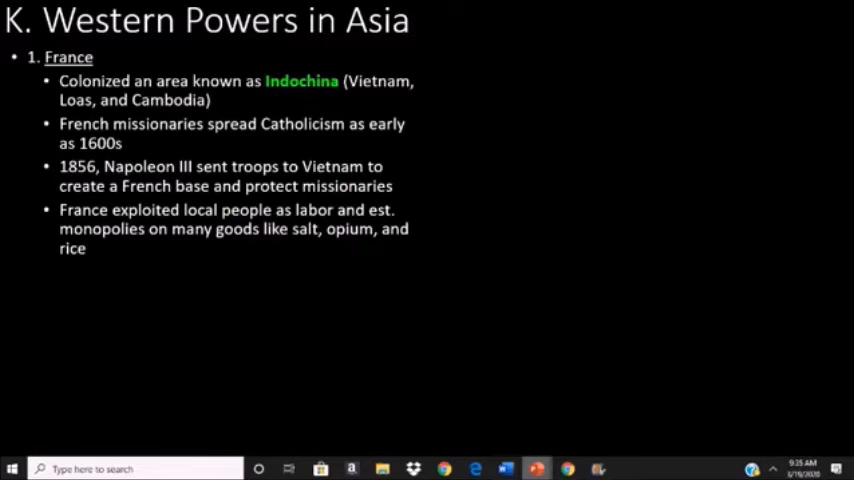 K. Western Powers in Asia
• 1. France
• Colonized an area known as Indochina (Vietnam,
Loas, and Cambodia)
• French missionaries spread Catholicism as early
as 1600s
• 1856, Napoleon III sent troops to Vietnam to
create a French base and protect missionaries
• France exploited local people as labor and est.
monopolies on many goods like salt, opium, and
rice
Type here to search
9:35 AM
3/19/2020